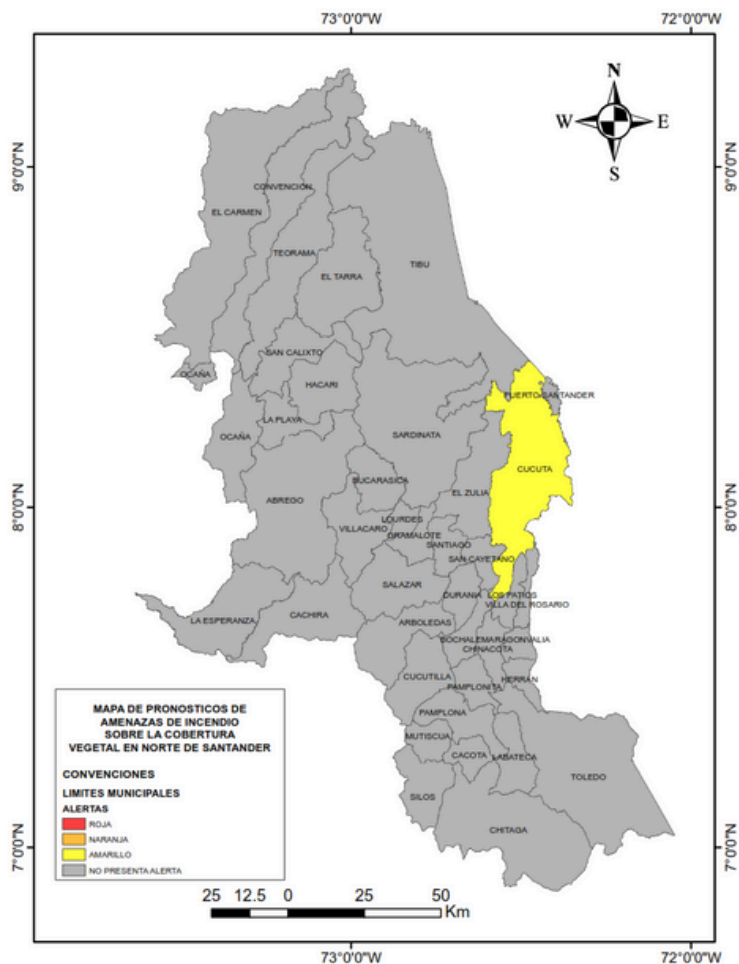 73°0'0"W
72°0'0"W
N
W
E
S
9°0'0"N
9°0'0"N
CONVENCIÓN
EL CARMEN
TEORAMA
TIBU
EL TARRA
SAN CALIXTO
OCAÑA
HACARI
PUERTO SANTANDER
LA PLAYA
OCAÑA
SARDINATA
CUCUTA
BUCARASICA
EL ZULIA
ABREGO
8°0'0"N
8°0'0"N
LOURDES
VILLACARO
GRAMALOTE
SANTIAGO
SAN CAYETANO
SALAZAR
DURANIA
LOS PATIOS
VILLA DEL ROSARIO
LA ESPERANZA
CACHIRA
ARBOLEDAS
BOCHALEMA
RAGONVALIA
CHINACOTA
CUCUTILLA
HERRAN
PAMPLONITA
PAMPLONA
MUTISCUA
CACOTA
LABATECA
TOLEDO
SILOS
CHITAGA
MAPA DE PRONOSTICOS DE
AMENAZAS DE INCENDIO
SOBRE LA COBERTURA
VEGETAL EN NORTE DE SANTANDER
CONVENCIONES
LIMITES MUNICIPALES
ALERTAS
ROJA
NARANJA
AMARILLO
NO PRESENTA ALERTA
7°0'0"N
7°0'0"N
25 12.5 0 25 50
Km
73°0'0"W
72°0'0"W